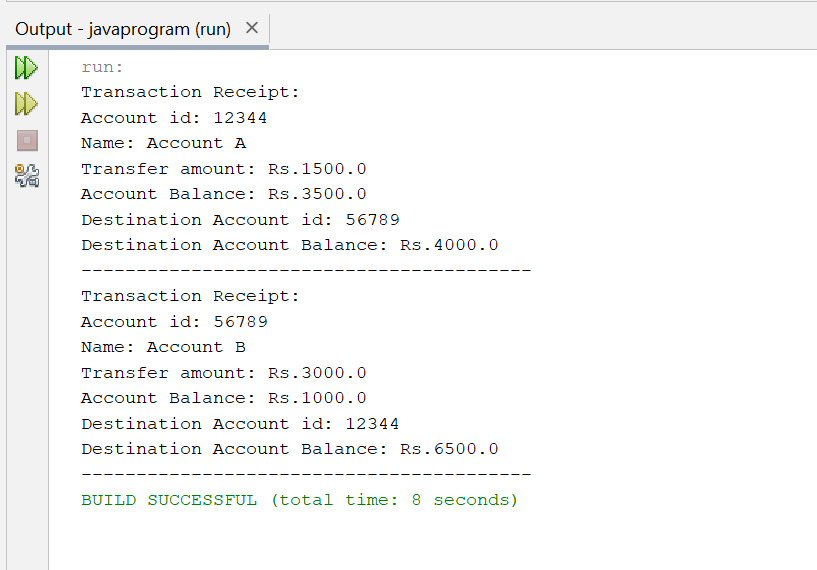 Output - javaprogram (run)
run:
Transaction Receipt:
Account id: 12344
Name: Account A
Transfer amount: Rs.1500.0
Account Balance: Rs.3500.0
Destination Account id: 56789
Destination Account Balance: Rs.4000.0
-----------------------------------------
Transaction Receipt:
Account id: 56789
Name: Account B
Transfer amount: Rs.3000.0
Account Balance: Rs.1000.0
Destination Account id: 12344
Destination Account Balance: Rs.6500.0
-----------------------------------------
BUILD SUCCESSFUL (total time: 8 seconds)